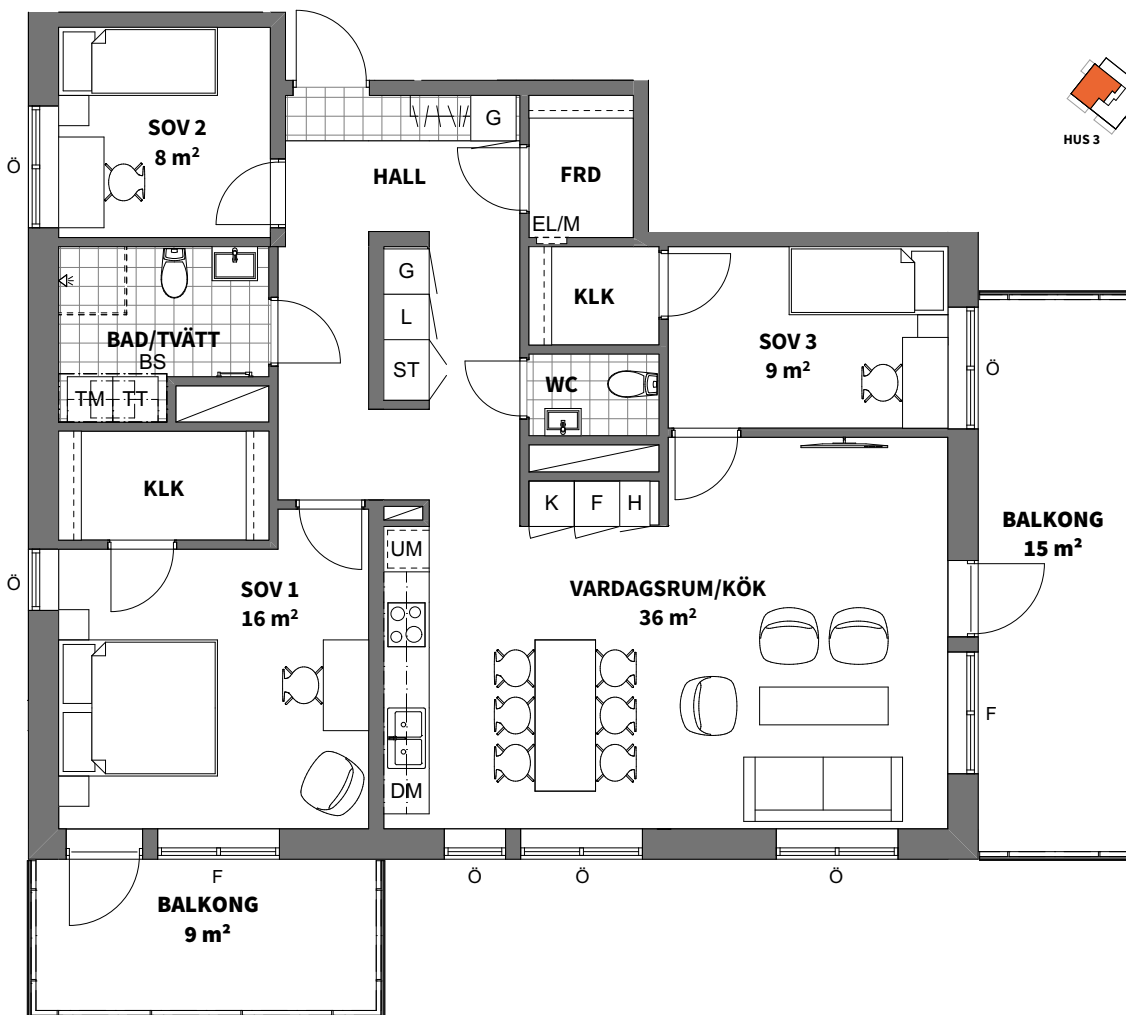 SOV 2
8 m²
G
HALL
FRD
HUS 3
Ö
EL/M
G
KLK
L
SOV 3
9 m²
BAD/TVÄTT
BS
ST
WC
Ö
TM
TT
KLK
K
F
H
BALKONG
15 m²
UM
Ö
SOV 1
16 m²
VARDAGSRUM/KÖK
36 m²
F
DM
F
Ö
Ö
Ö
BALKONG
9 m²